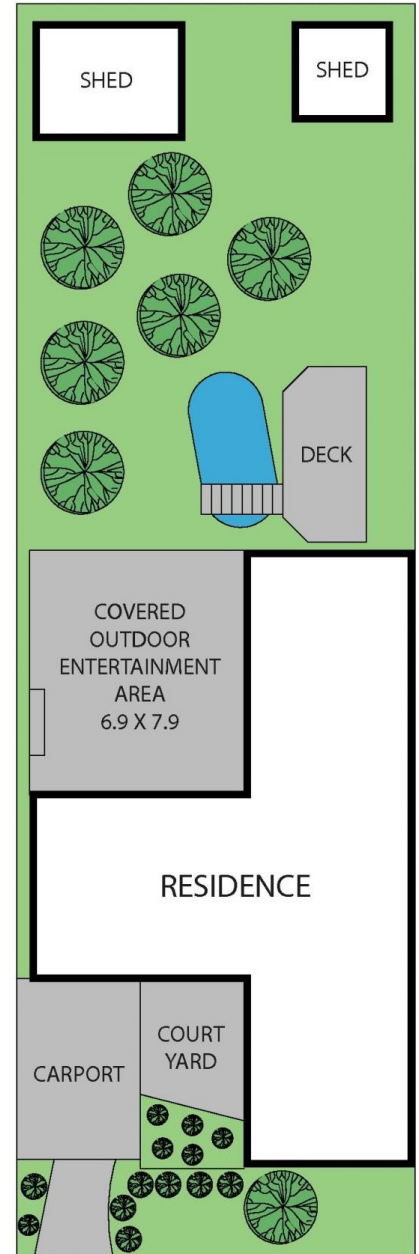 SHED
SHED
DECK
COVERED
OUTDOOR
ENTERTAINMENT
AREA
6.9 X 7.9
RESIDENCE
COURT
YARD
CARPORT